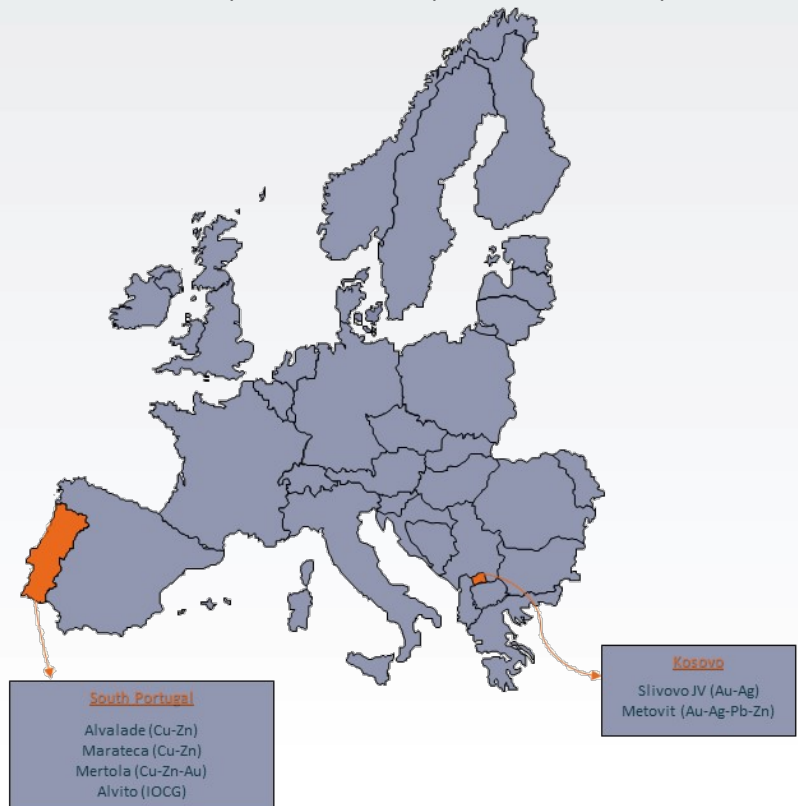 South Portugal
Alvalade (Cu-Zn)
Marateca (Cu-Zn)
Mertola (Cu-Zn-Au)
Alvito (IOCG)
Kosovo
Slivovo JV (Au-Ag)
Metovit (Au-Ag-Pb-Zn)